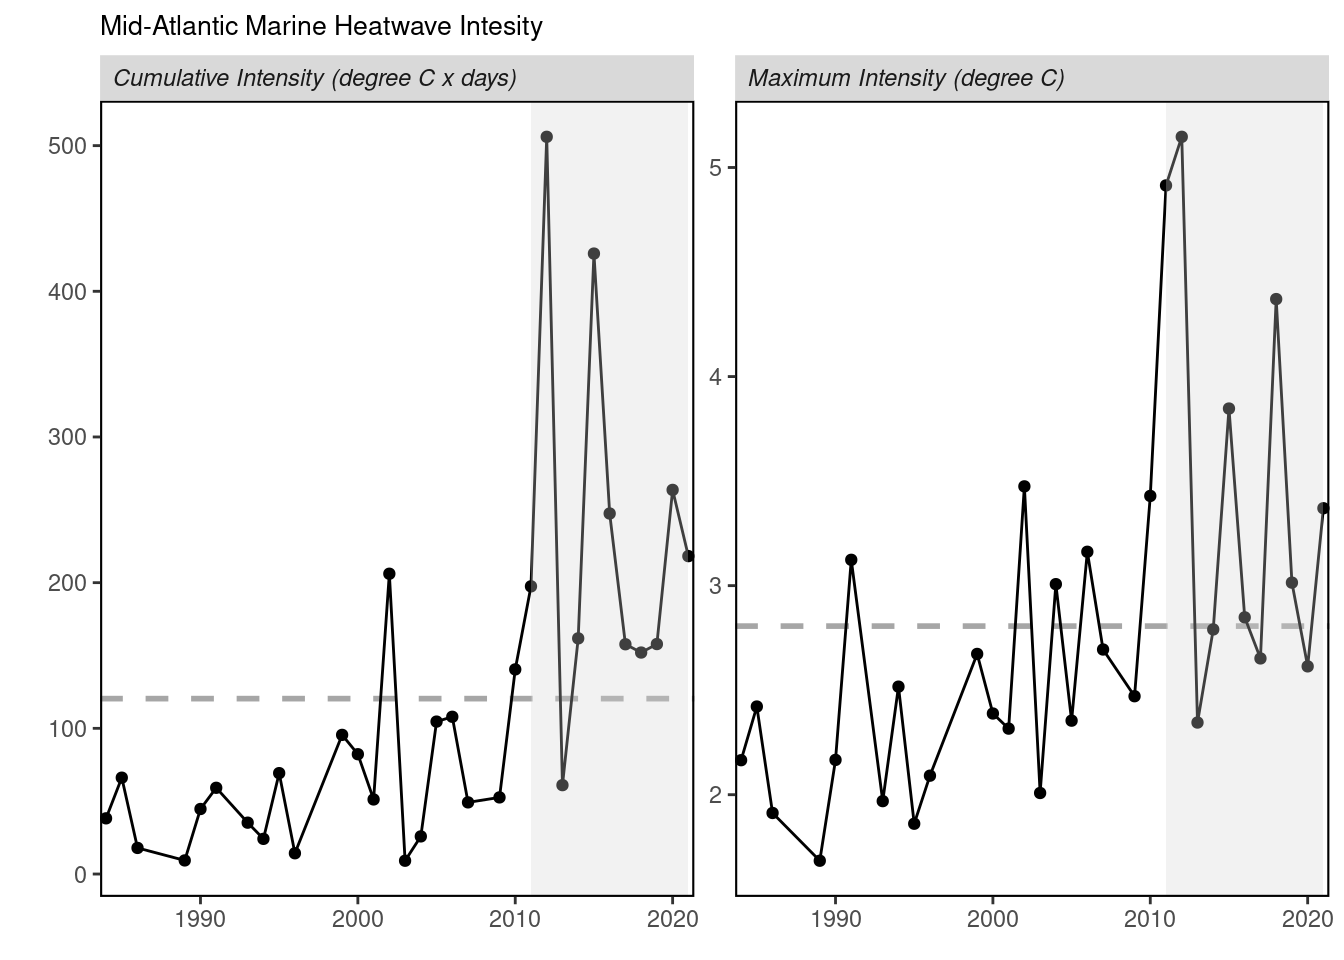 Mid-Atlantic Marine Heatwave Intesity
Cumulative Intensity (degree C x days)
500
400
300
200
100
0
1990 2000 2010 2020
Maximum Intensity (degree C)
5
4
3
2
1990 2000 2010 2020